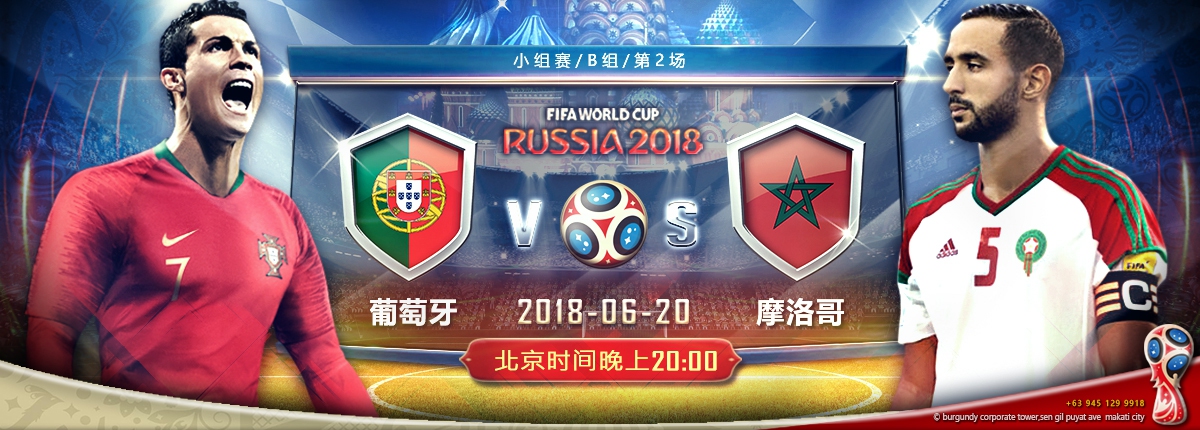 小组赛/B组/第2场
FIFA WORLD CUP
RUSSIA 2018
V S
7
adidas
5
FIFA
C
葡萄牙
2018-06-20
摩洛哥
北京时间晚上20:00
+63 945 129 9918
© burgundy corporate tower,sen gil puyat ave makati city